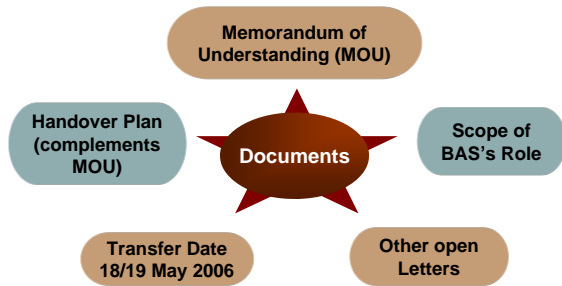 Memorandum of
Understanding (MOU)
Handover Plan
(complements
MOU)
Documents
Scope of
BAS's Role
Transfer Date
18/19 May 2006
Other open
Letters